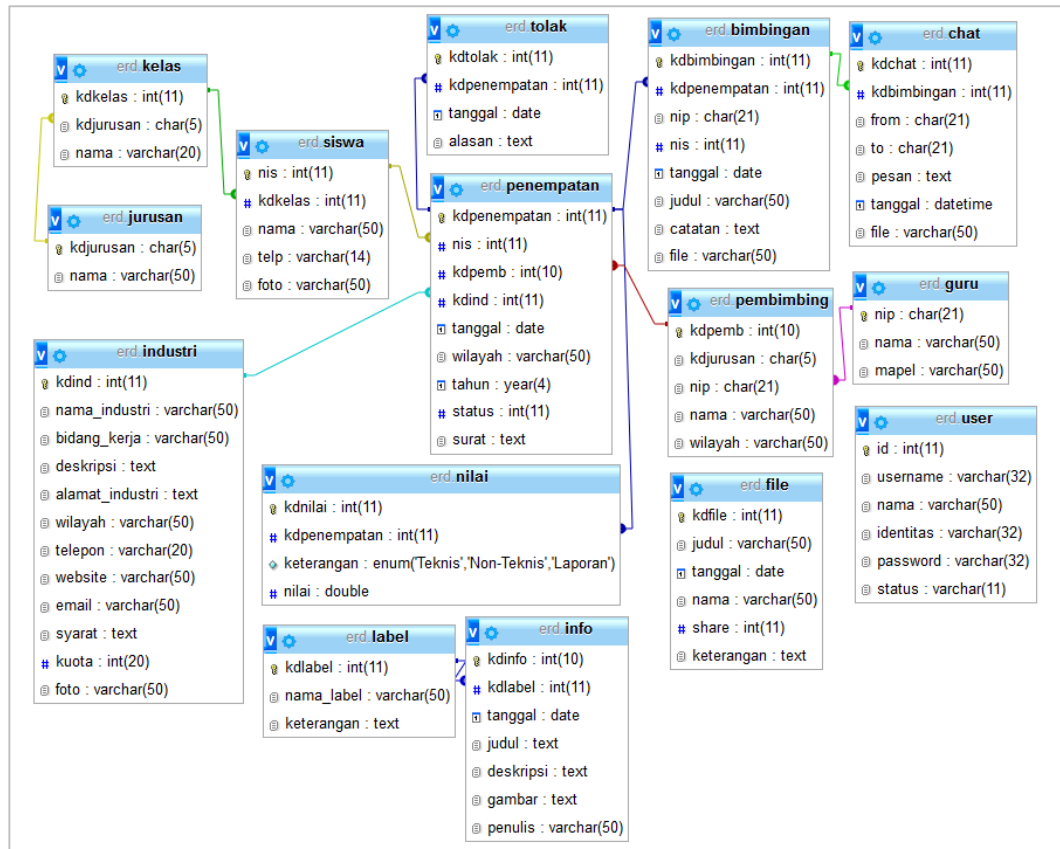 erd.kelas
kdkelas : int(11)
kdjurusan : char(5)
nama : varchar(20)
erd.jurusan
kdjurusan : char(5)
nama : varchar(50)
erd.siswa
nis : int(11)
kdkelas : int(11)
nama : varchar(50)
telp : varchar(14)
foto : varchar(50)
erd.tolak
kdtolak : int(11)
kdpenempatan : int(11)
tanggal : date
alasan : text
erd.penempatan
kdpenempatan : int(11)
nis : int(11)
kdpemb : int(10)
kdind : int(11)
tanggal : date
wilayah : varchar(50)
tahun : year(4)
status : int(11)
surat : text
erd.bimbingan
kdbimbingan : int(11)
kdpenempatan : int(11)
nip : char(21)
nis : int(11)
tanggal : date
judul : varchar(50)
catatan : text
file : varchar(50)
erd.chat
kdchat : int(11)
kdbimbingan : int(11)
from : char(21)
to : char(21)
pesan : text
tanggal : datetime
file : varchar(50)
erd.pembimbing
kdpemb : int(10)
kdjurusan : char(5)
nip : char(21)
nama : varchar(50)
wilayah : varchar(50)
erd.guru
nip : char(21)
nama : varchar(50)
mapel : varchar(50)
erd.industri
kdind : int(11)
nama_industri : varchar(50)
bidang_kerja : varchar(50)
deskripsi : text
alamat_industri : text
wilayah : varchar(50)
telepon : varchar(20)
website : varchar(50)
email : varchar(50)
syarat : text
kuota : int(20)
foto : varchar(50)
erd.nilai
kdnilai : int(11)
kdpenempatan : int(11)
keterangan : enum('Teknis','Non-Teknis','Laporan')
nilai : double
erd.file
kdfile : int(11)
judul : varchar(50)
tanggal : date
nama : varchar(50)
share : int(11)
keterangan : text
erd.user
id : int(11)
username : varchar(32)
nama : varchar(50)
identitas : varchar(32)
password : varchar(32)
status : varchar(11)
erd.label
kdlabel : int(11)
nama_label : varchar(50)
keterangan : text
erd.info
kdinfo : int(10)
kdlabel : int(11)
tanggal : date
judul : text
deskripsi : text
gambar : text
penulis : varchar(50)